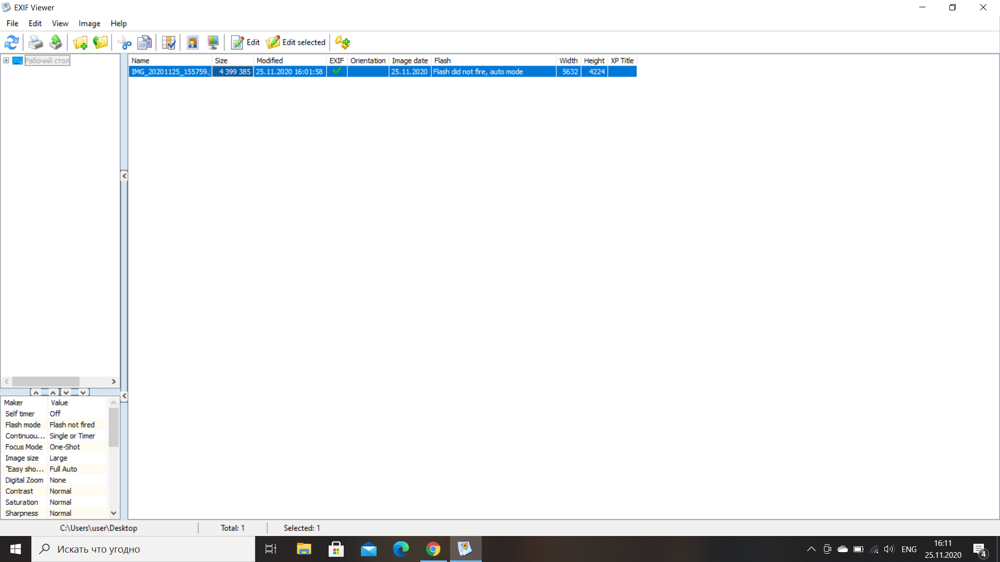 EXIF Viewer
File Edit View Image Help
Edit Edit selected
Рабочий стол
Name Size Modified EXIF Orientation Image date Flash Width Height XP Title
IMG_20201125_155759.j 4 399 385 25.11.2020 16:01:58 25.11.2020 Flash did not fire, auto mode 5632 4224
Maker Value
Self timer Off
Flash mode Flash not fired
Continuou... Single or Timer
Focus Mode One-Shot
Image size Large
"Easy sho... Full Auto
Digital Zoom None
Contrast Normal
Saturation Normal
Sharpness Normal
C:\Users\user\Desktop Total: 1 Selected: 1
Искать что угодно
ENG
16:11
25.11.2020
4